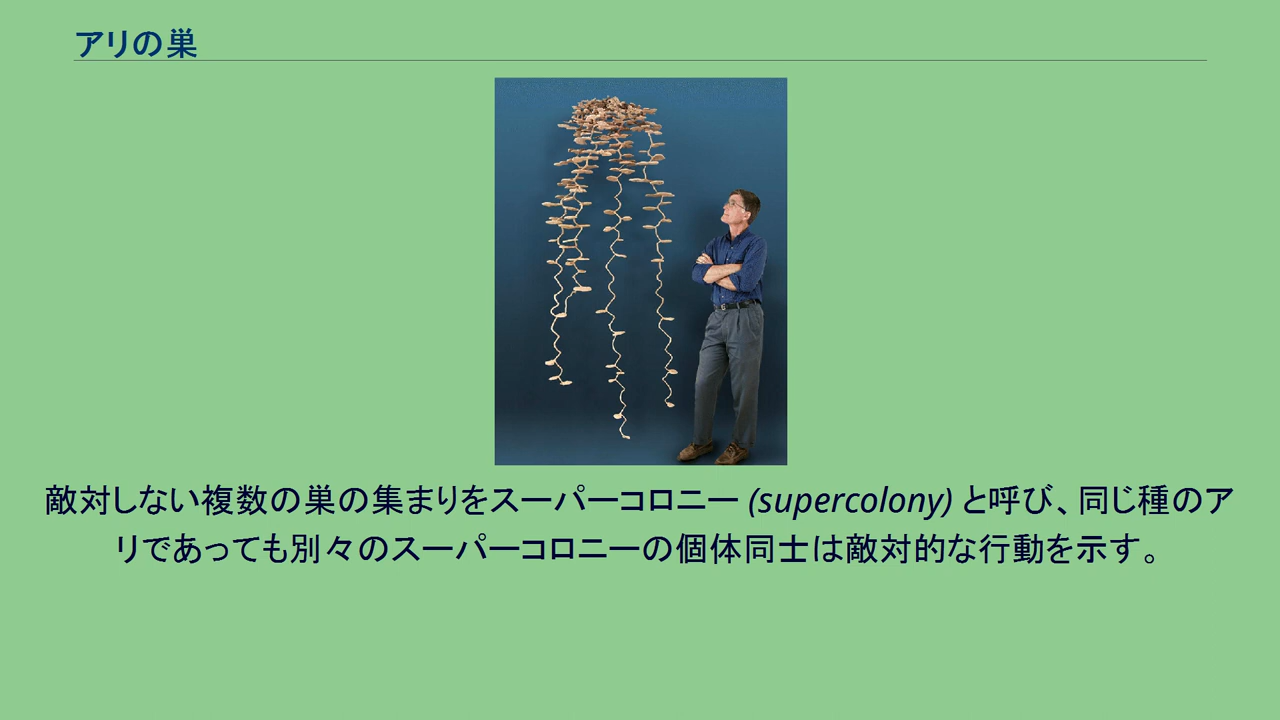 アリの巣
敵対しない複数の巣の集まりをスーパーコロニー (supercolony) と呼び、同じ種のア
リであっても別々のスーパーコロニーの個体同士は敵対的な行動を示す。